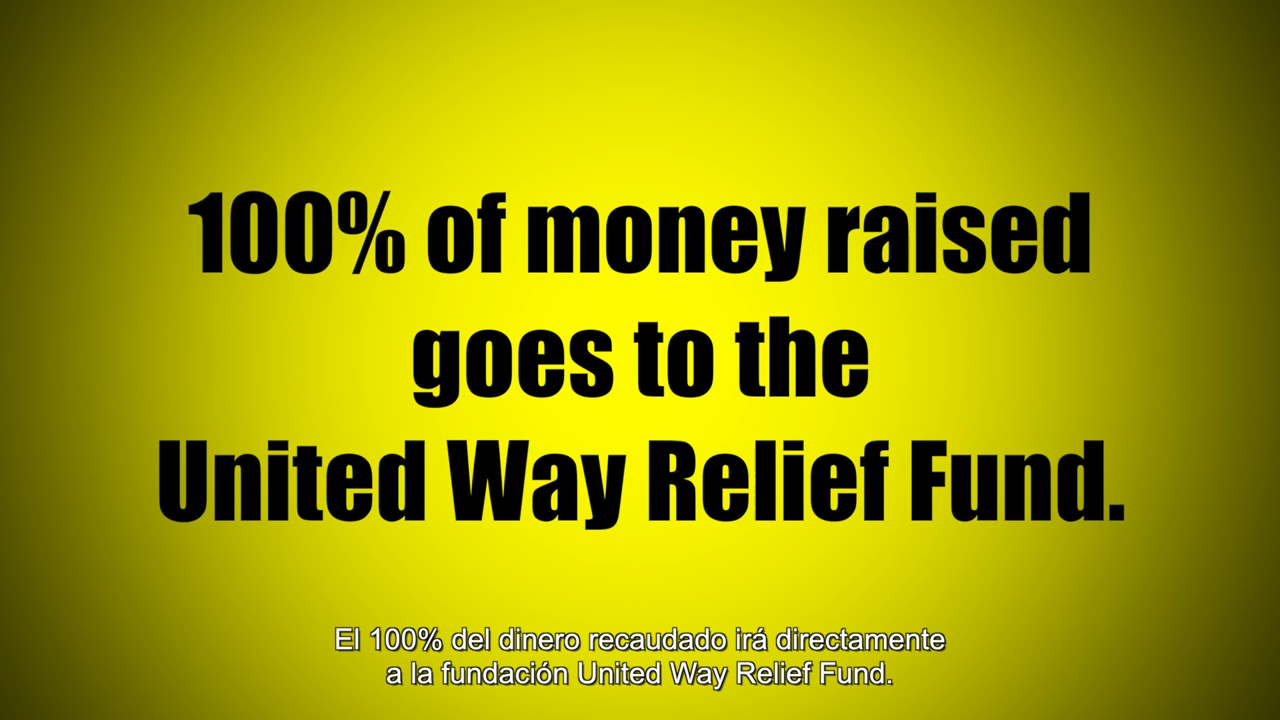 100% of money raised
goes to the
United Way Relief Fund.
El 100% del dinero recaudado irá directamente
a la fundación United Way Relief Fund.